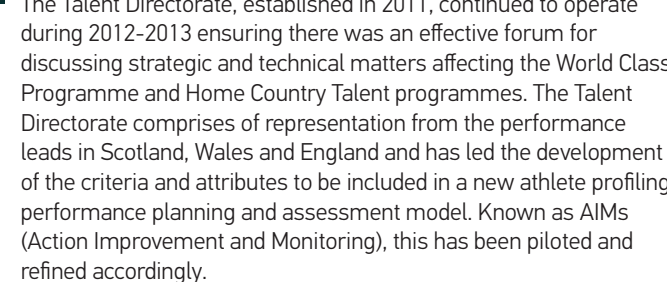 The Talent Directorate, established in 2011, continued to operate
during 2012-2013 ensuring there was an effective forum for
discussing strategic and technical matters affecting the World Class
Programme and Home Country Talent programmes. The Talent
Directorate comprises of representation from the performance
leads in Scotland, Wales and England and has led the development
of the criteria and attributes to be included in a new athlete profiling
performance planning and assessment model. Known as AIMs
(Action Improvement and Monitoring), this has been piloted and
refined accordingly.